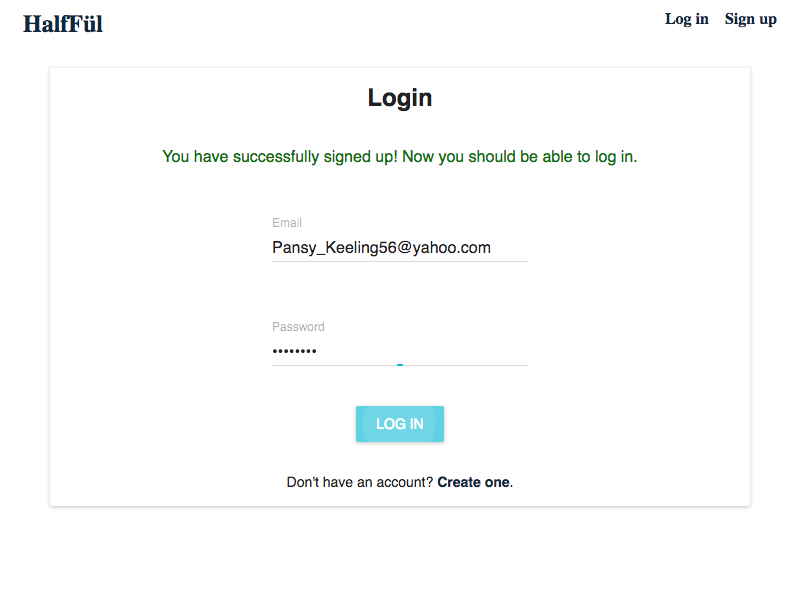 HalfFül
Log in
Sign up
Login
You have successfully signed up! Now you should be able to log in.
Email
Pansy_Keeling56@yahoo.com
Password
••••••••
LOG IN
Don't have an account? Create one.